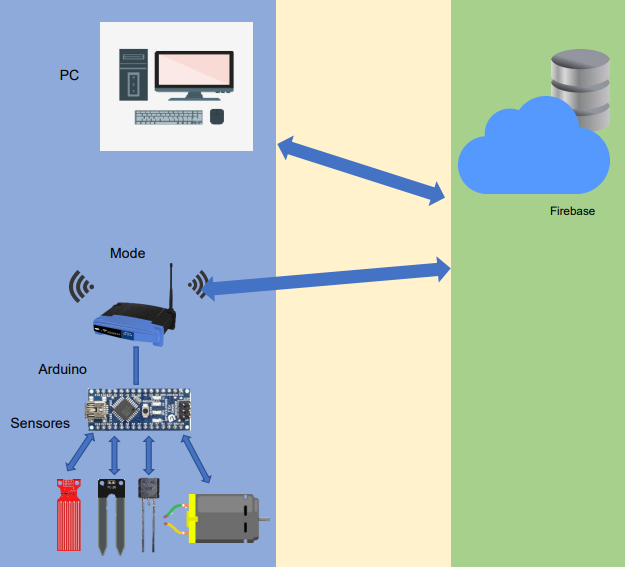 PC
Firebase
Mode
Arduino
Sensores